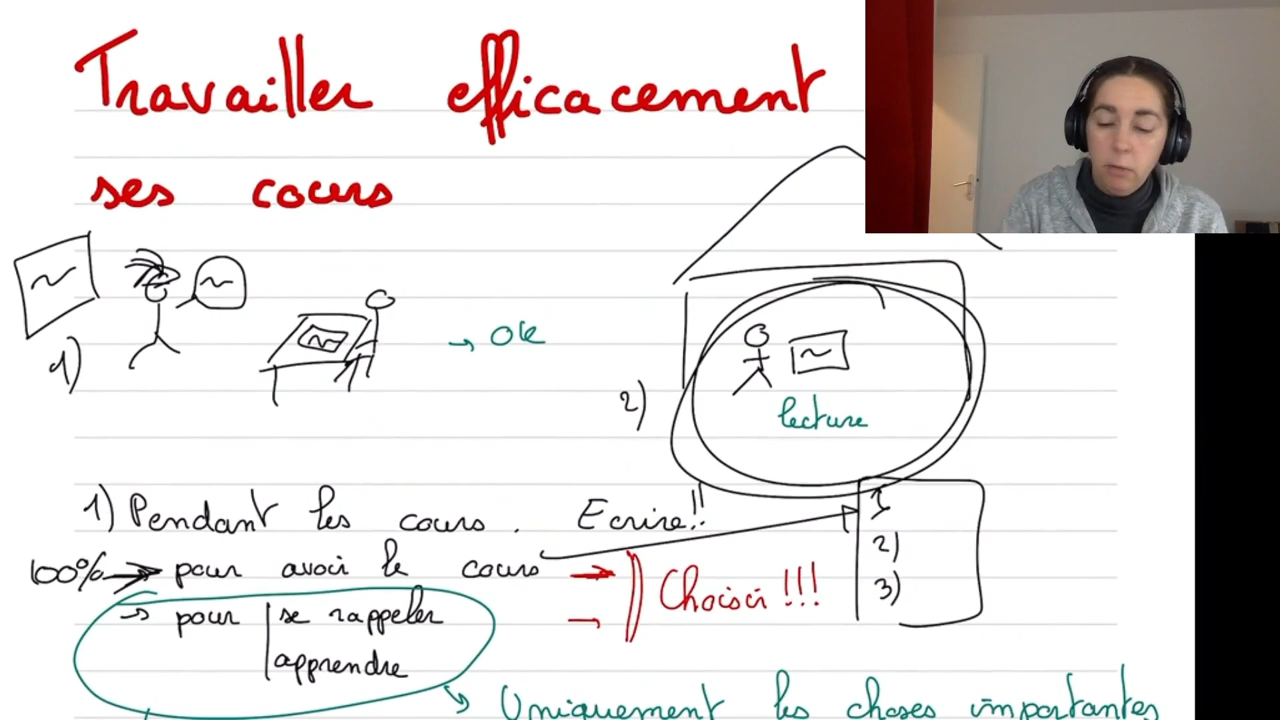 Travailler efficacement
ses cours
1)
→ OK
2)
lecture
1) Pendant les cours. Ecrire!!
100% → pour avoir le cours →
→ pour se rappeler →
apprendre
Choisir !!!
1
2)
3)
Uniquement les choses importantes